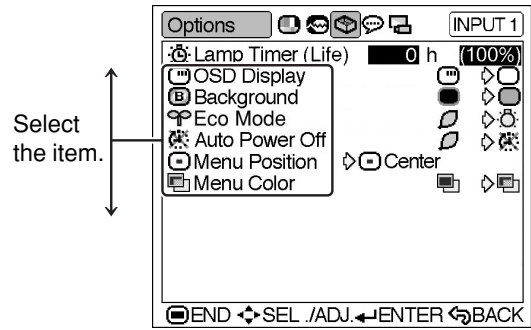 Options INPUT 1
Lamp Timer (Life) 0 h (100%)
OSD Display
B Background
Eco Mode
Auto Power Off
Menu Position Center
Menu Color
Select
the item.
END SEL./ADJ. ENTER BACK